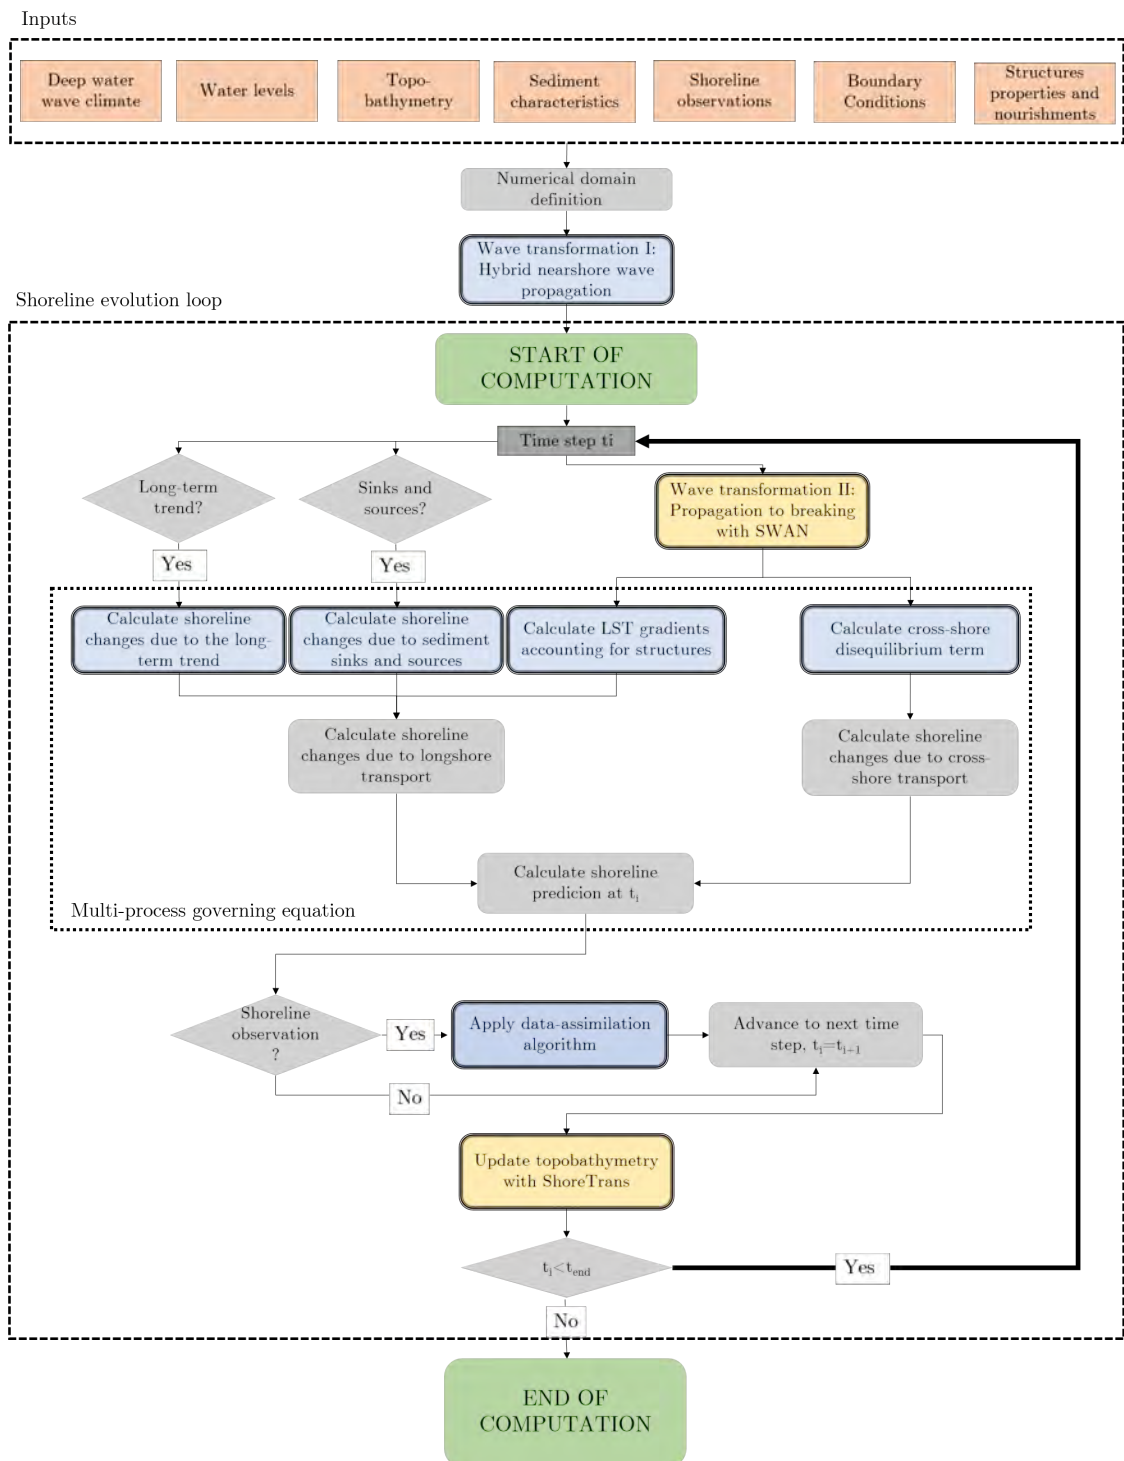 Inputs
Deep water
wave climate
Water levels
Topo-
bathymetry
Sediment
characteristics
Shoreline
observations
Boundary
Conditions
Structures
properties and
nourishments
Numerical domain
definition
Wave transformation I:
Hybrid nearshore wave
propagation
Shoreline evolution loop
START OF
COMPUTATION
Time step ti
Long-term
trend?
Sinks and
sources?
Wave transformation II:
Propagation to breaking
with SWAN
Yes
Yes
Calculate shoreline
changes due to the long-
term trend
Calculate shoreline
changes due to sediment
sinks and sources
Calculate LST gradients
accounting for structures
Calculate cross-shore
disequilibrium term
Calculate shoreline
changes due to longshore
transport
Calculate shoreline
changes due to cross-
shore transport
Calculate shoreline
predicion at ti
Multi-process governing equation
Shoreline
observation
?
Yes
Apply data-assimilation
algorithm
Advance to next time
step, ti=ti+1
No
Update topobathymetry
with ShoreTrans
ti<tend
Yes
No
END OF
COMPUTATION